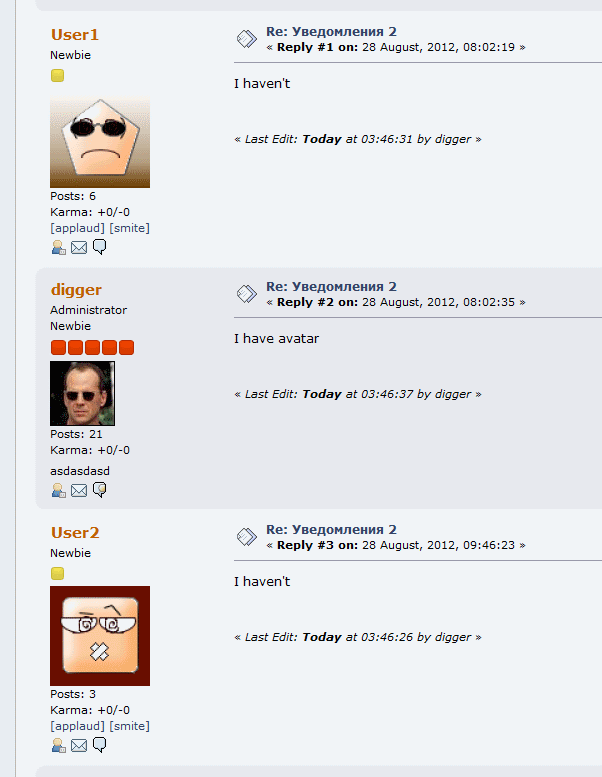 User1
Newbie
Re: Уведомления 2
« Reply #1 on: 28 August, 2012, 08:02:19 »
I haven't
« Last Edit: Today at 03:46:31 by digger »
Posts: 6
Karma: +0/-0
[applaud] [smite]
digger
Administrator
Newbie
Re: Уведомления 2
« Reply #2 on: 28 August, 2012, 08:02:35 »
I have avatar
« Last Edit: Today at 03:46:37 by digger »
Posts: 21
Karma: +0/-0
asdasdasd
User2
Newbie
Re: Уведомления 2
« Reply #3 on: 28 August, 2012, 09:46:23 »
I haven't
« Last Edit: Today at 03:46:26 by digger »
Posts: 3
Karma: +0/-0
[applaud] [smite]